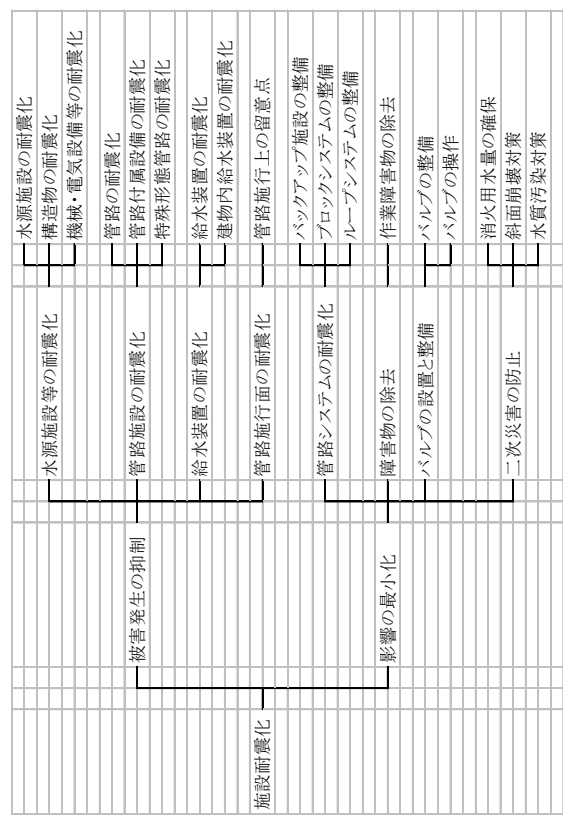 施設耐震化
被害発生の抑制
水源施設等の耐震化
水源施設の耐震化
構造物の耐震化
機械・電気設備等の耐震化
管路施設の耐震化
管路の耐震化
管路付属設備の耐震化
特殊形態管路の耐震化
給水装置の耐震化
給水装置の耐震化
建物内給水装置の耐震化
管路施行面の耐震化
管路施行上の留意点
影響の最小化
管路システムの耐震化
バックアップ施設の整備
ブロックシステムの整備
ループシステムの整備
障害物の除去
作業障害物の除去
バルブの設置と整備
バルブの整備
バルブの操作
二次災害の防止
消火用水量の確保
斜面崩壊対策
水質汚染対策